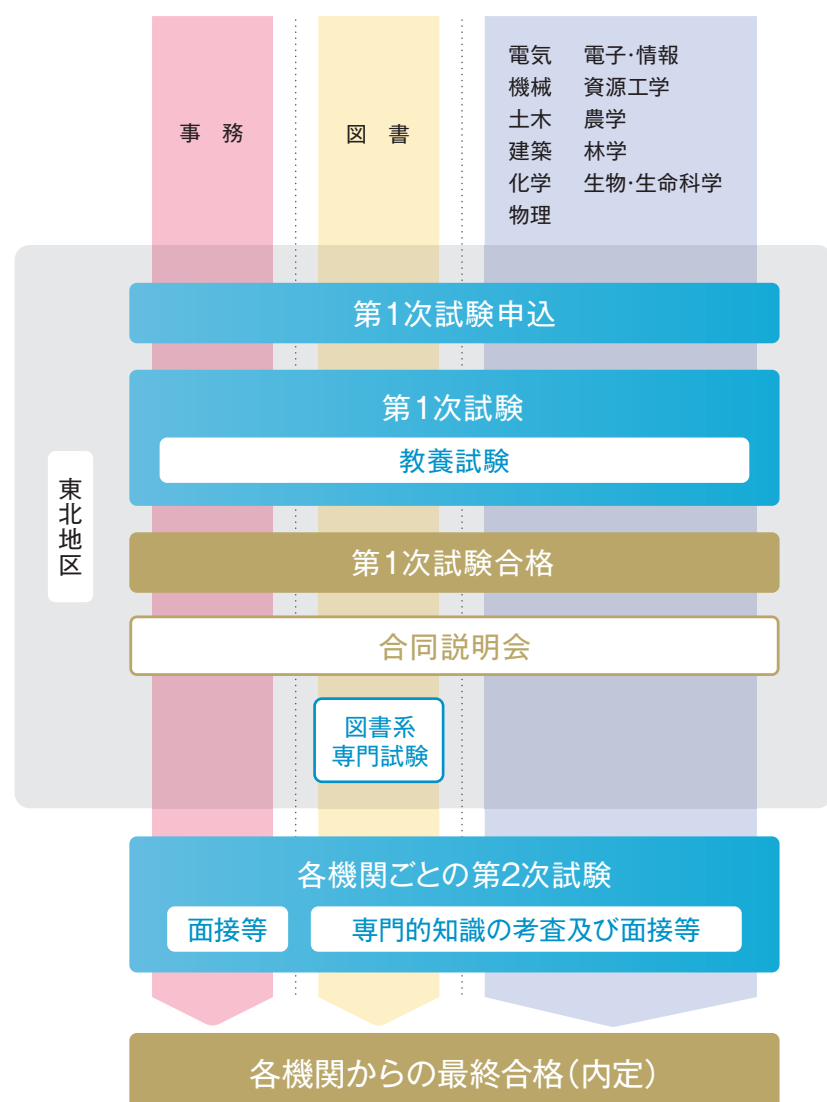 事　務
図　書
電気　電子・情報
機械　資源工学
土木　農学
建築　林学
化学　生物・生命科学
物理
東北地区
第1次試験申込
第1次試験
教養試験
第1次試験合格
合同説明会
図書系
専門試験
各機関ごとの第2次試験
面接等
専門的知識の考査及び面接等
各機関からの最終合格（内定）